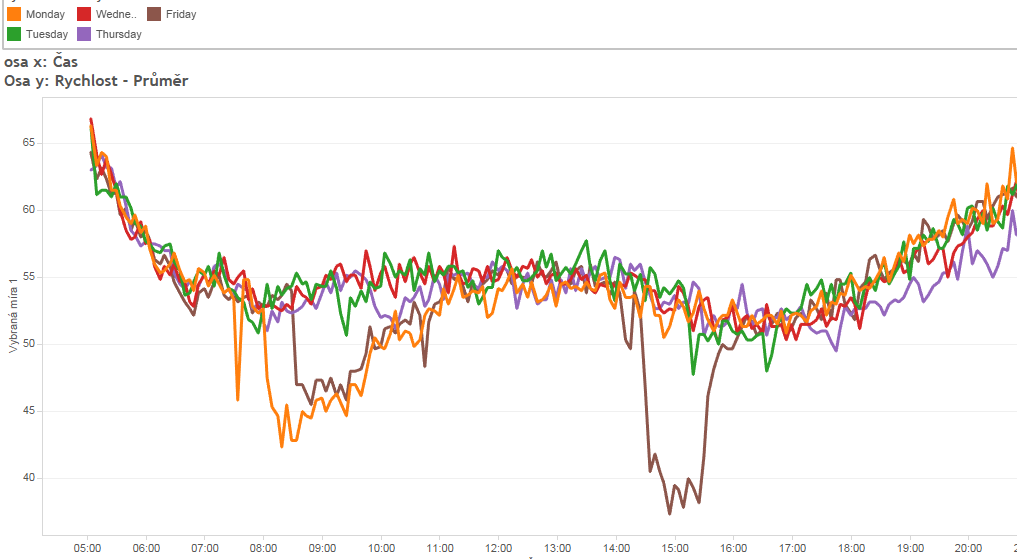 Monday Wedne.. Friday
Tuesday Thursday
osa x: Čas
Osa y: Rychlost - Průměr
65
60
55
50
45
40
Vybraná míra 1
05:00 06:00 07:00 08:00 09:00 10:00 11:00 12:00 13:00 14:00 15:00 16:00 17:00 18:00 19:00 20:00 2